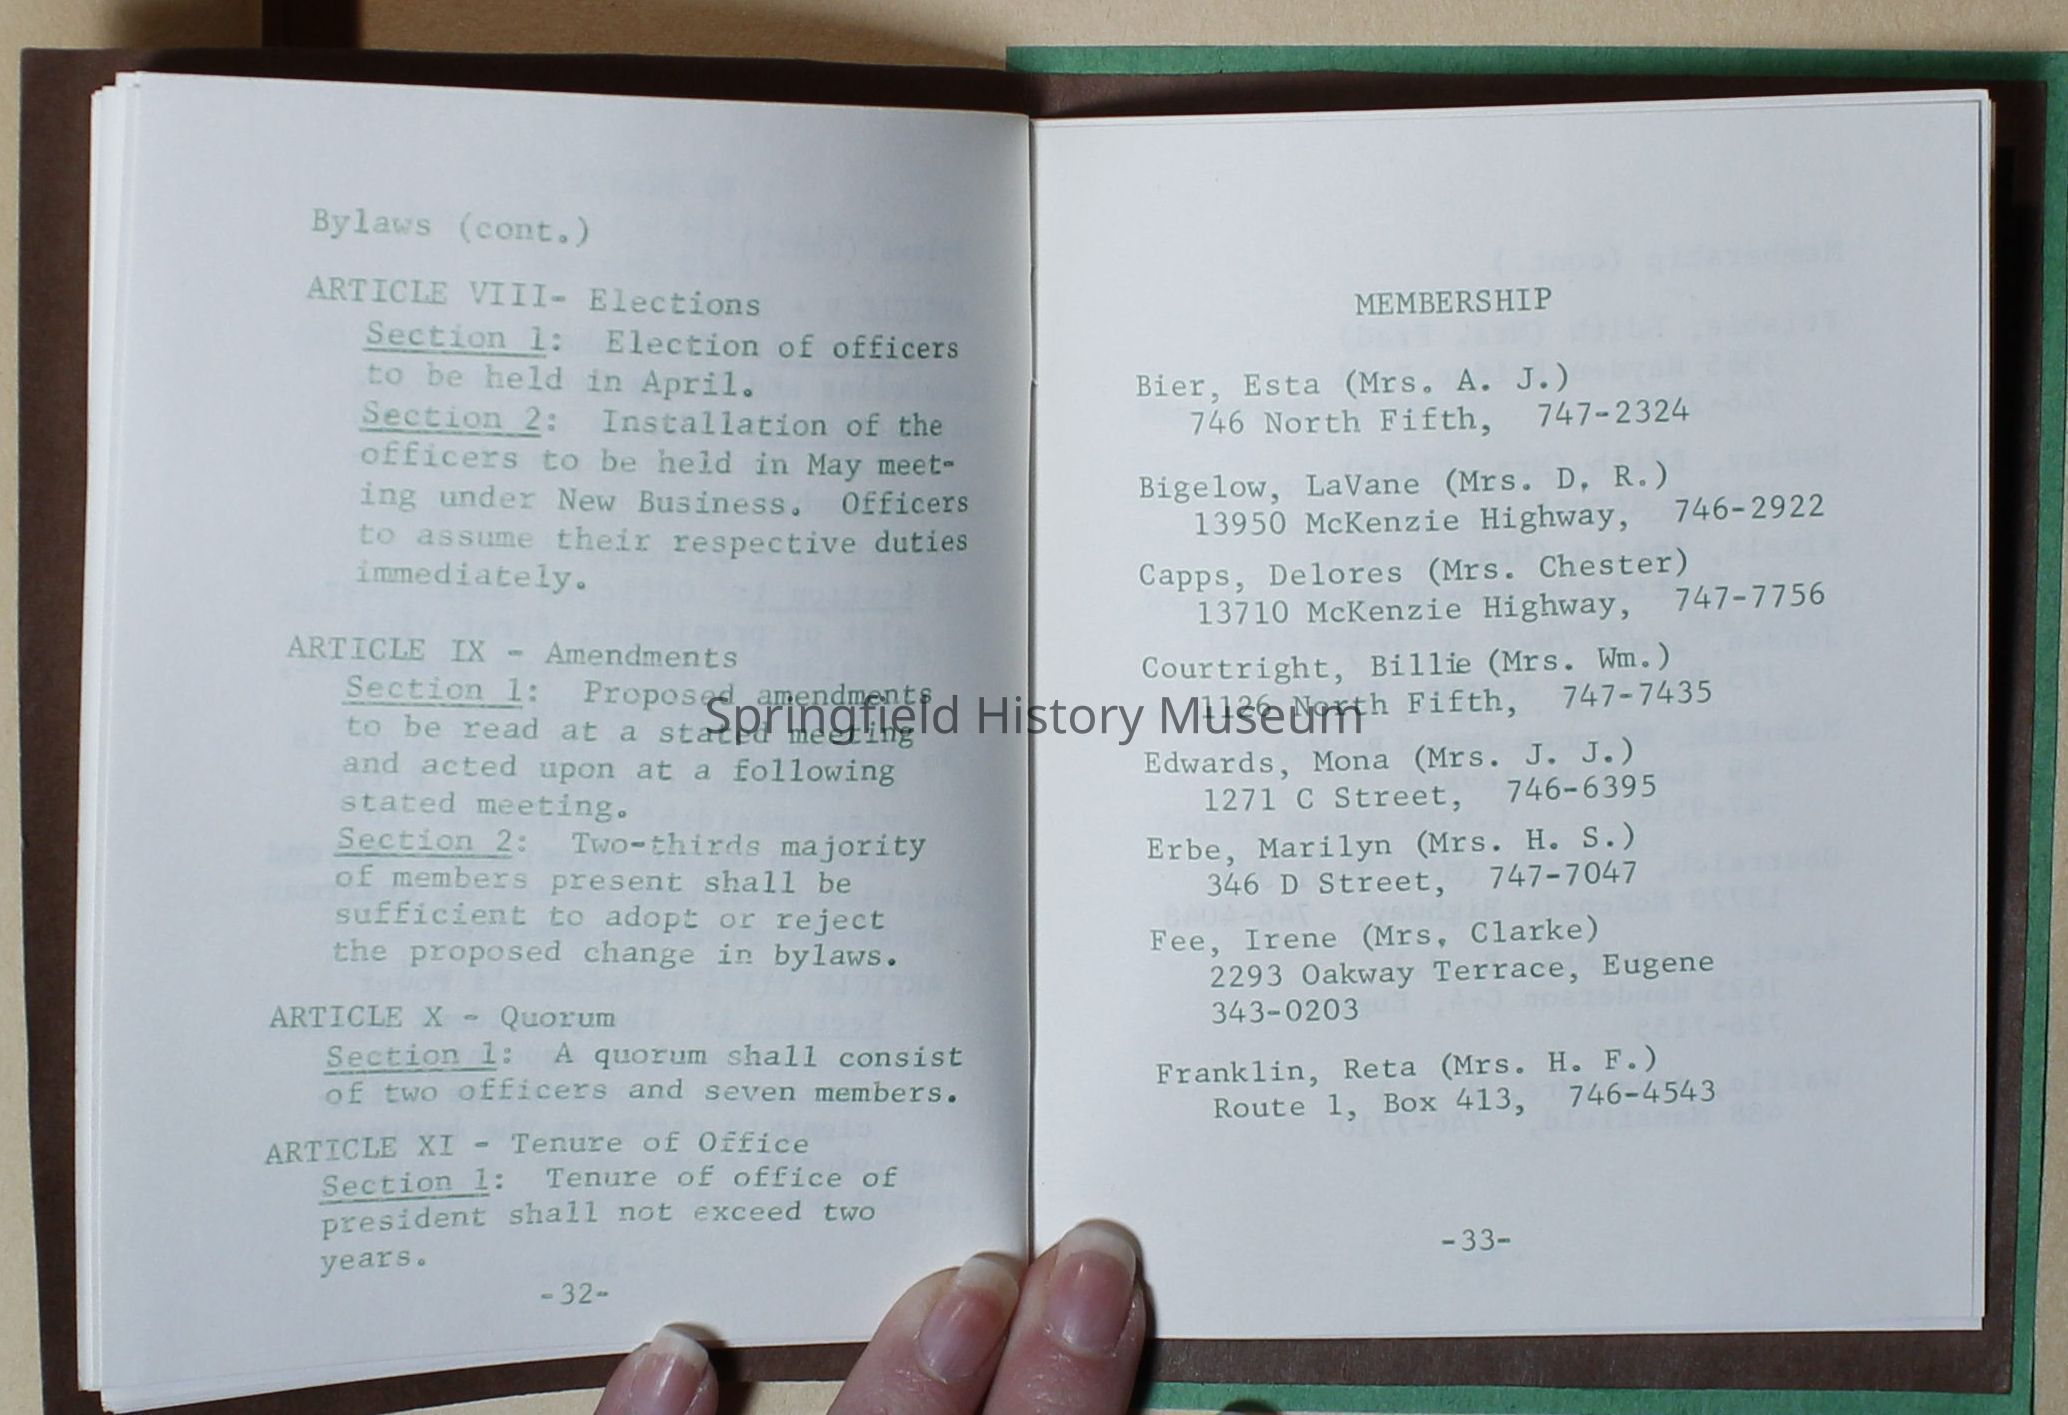 Bylaws (cont.)
ARTICLE VIII- Elections
Section 1: Election of officers
to be held in April.
Section 2: Installation of the
officers to be held in May meet-
ing under New Business. Officers
to assume their respective duties
immediately.
ARTICLE IX - Amendments
Section 1: Proposed amendments
to be read at a stated meeting
and acted upon at a following
stated meeting.
Section 2: Two-thirds majority
of members present shall be
sufficient to adopt or reject
the proposed change in bylaws.
ARTICLE X - Quorum
Section 1: A quorum shall consist
of two officers and seven members.
ARTICLE XI - Tenure of Office
Section 1: Tenure of office of
president shall not exceed two
years.
-32-
MEMBERSHIP
Bier, Esta (Mrs. A. J.)
746 North Fifth, 747-2324
Bigelow, LaVane (Mrs. D. R.)
13950 McKenzie Highway, 746-2922
Capps, Delores (Mrs. Chester)
13710 McKenzie Highway, 747-7756
Courtright, Billie (Mrs. Wm.)
1126 North Fifth, 747-7435
Edwards, Mona (Mrs. J. J.)
1271 C Street, 746-6395
Erbe, Marilyn (Mrs. H. S.)
346 D Street, 747-7047
Fee, Irene (Mrs. Clarke)
2293 Oakway Terrace, Eugene
343-0203
Franklin, Reta (Mrs. H. F.)
Route 1, Box 413, 746-4543
-33-
Springfield History Museum